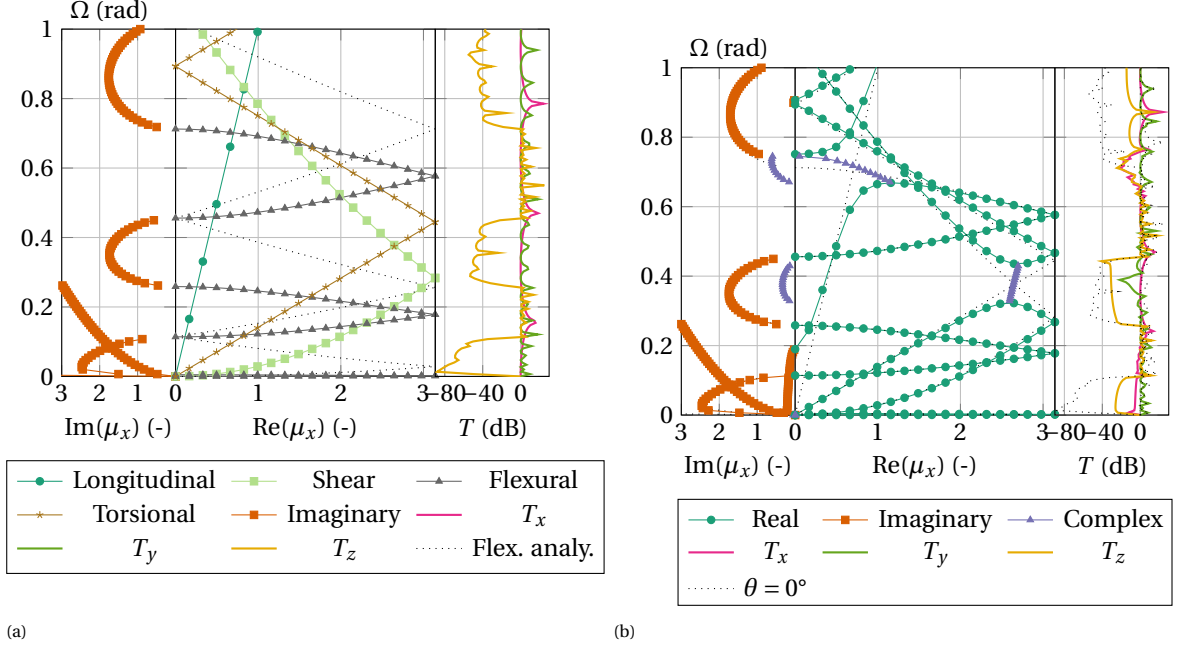 Ω (rad)
1
0.8
0.6
0.4
0.2
0
3 2 1 0 1 2 3 −80 −40 0
Im(μx) (-) Re(μx) (-) T (dB)
Longitudinal Shear Flexural
Torsional Imaginary Tx
Ty Tz Flex. analy.
(a)
Ω (rad)
1
0.8
0.6
0.4
0.2
0
3 2 1 0 1 2 3 −80 −40 0
Im(μx) (-) Re(μx) (-) T (dB)
Real Imaginary Complex
Tx Ty Tz
θ = 0°
(b)